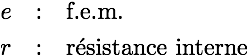 e : f.e.m.
r : résistance interne